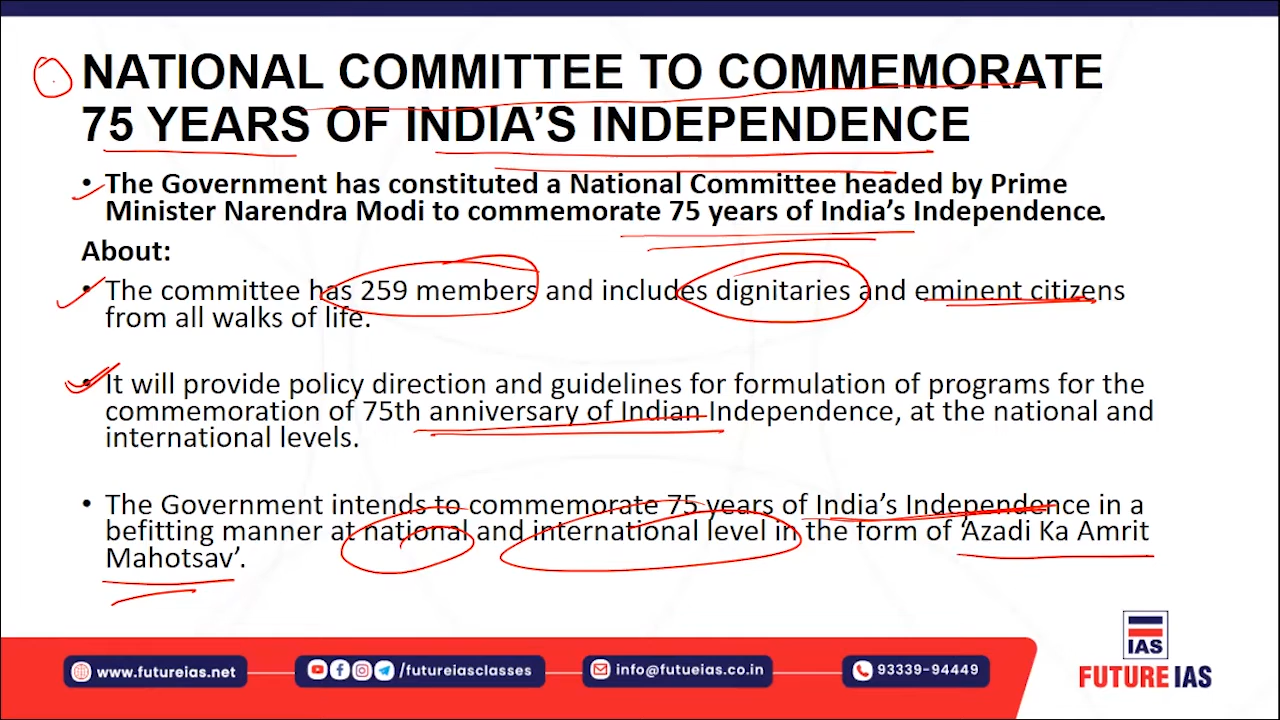 NATIONAL COMMITTEE TO COMMEMORATE
75 YEARS OF INDIA'S INDEPENDENCE
• The Government has constituted a National Committee headed by Prime
Minister Narendra Modi to commemorate 75 years of India's Independence.
About:
• The committee has 259 members and includes dignitaries and eminent citizens
from all walks of life.
• It will provide policy direction and guidelines for formulation of programs for the
commemoration of 75th anniversary of Indian Independence, at the national and
international levels.
• The Government intends to commemorate 75 years of India's Independence in a
befitting manner at national and international level in the form of 'Azadi Ka Amrit
Mahotsav'.
www.futureias.net
/futureiasclasses
info@futueias.co.in
93339-94449
IAS
FUTURE IAS